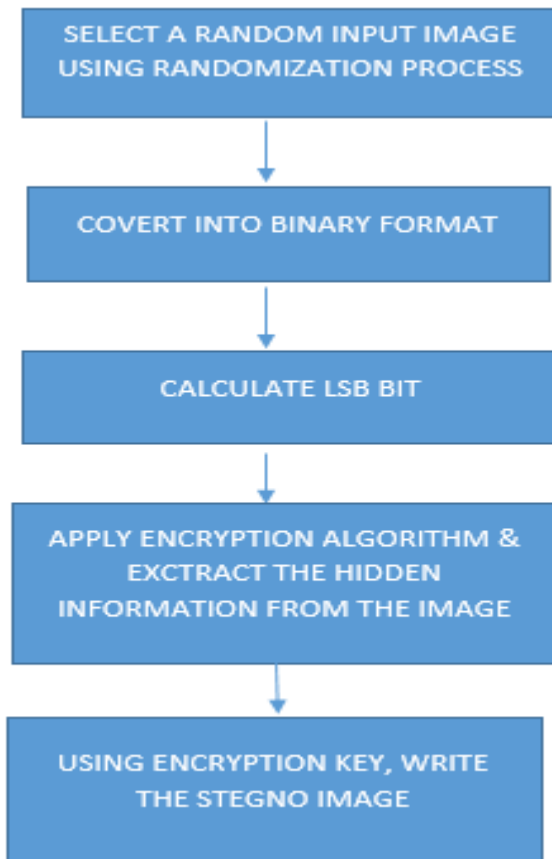 SELECT A RANDOM INPUT IMAGE
USING RANDOMIZATION PROCESS
COVERT INTO BINARY FORMAT
CALCULATE LSB BIT
APPLY ENCRYPTION ALGORITHM &
EXCTRACT THE HIDDEN
INFORMATION FROM THE IMAGE
USING ENCRYPTION KEY, WRITE
THE STEGNO IMAGE